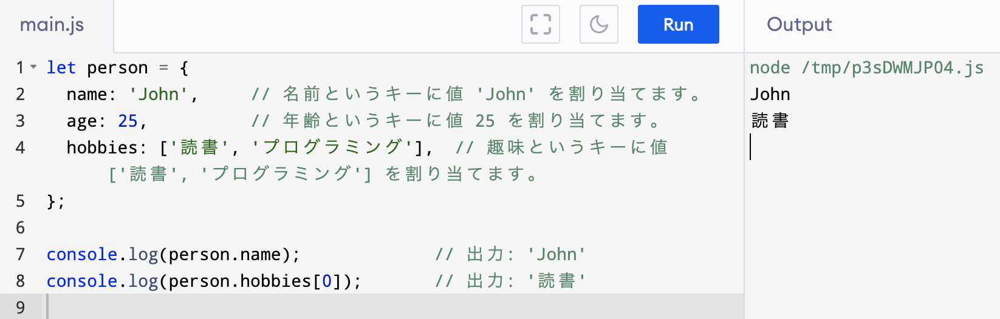 main.js
Run
Output
1 let person = {
2   name: 'John',     // 名前というキーに値 'John' を割り当てます。
3   age: 25,          // 年齢というキーに値 25 を割り当てます。
4   hobbies: ['読書', 'プログラミング'],  // 趣味というキーに値
['読書', 'プログラミング'] を割り当てます。
5 };
6
7 console.log(person.name);             // 出力: 'John'
8 console.log(person.hobbies[0]);       // 出力: '読書'
9
node /tmp/p3sDWMJP04.js
John
読書